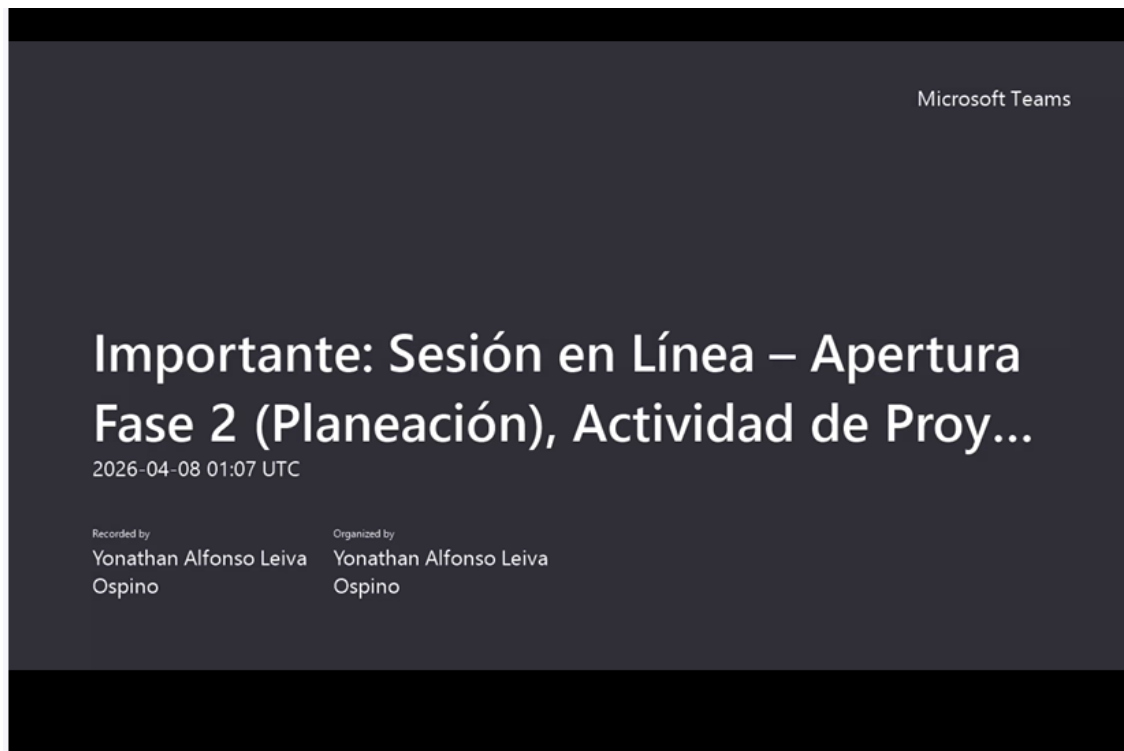 Microsoft Teams
Importante: Sesión en Línea – Apertura
Fase 2 (Planeación), Actividad de Proy...
2026-04-08 01:07 UTC
Recorded by
Yonathan Alfonso Leiva
Ospino
Organized by
Yonathan Alfonso Leiva
Ospino